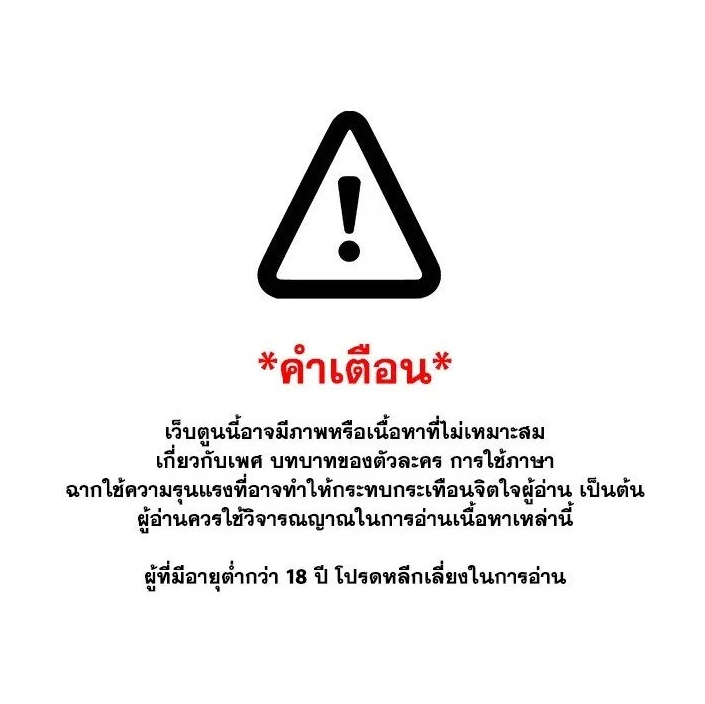 *คำเตือน*
เว็บตูนนี้อาจมีภาพหรือเนื้อหาที่ไม่เหมาะสม
เกี่ยวกับเพศ บทบาทของตัวละคร การใช้ภาษา
ฉากใช้ความรุนแรงที่อาจทำให้กระทบกระเทือนจิตใจผู้อ่าน เป็นต้น
ผู้อ่านควรใช้วิจารณญาณในการอ่านเนื้อหาเหล่านี้
ผู้ที่มีอายุต่ำกว่า 18 ปี โปรดหลีกเลี่ยงในการอ่าน